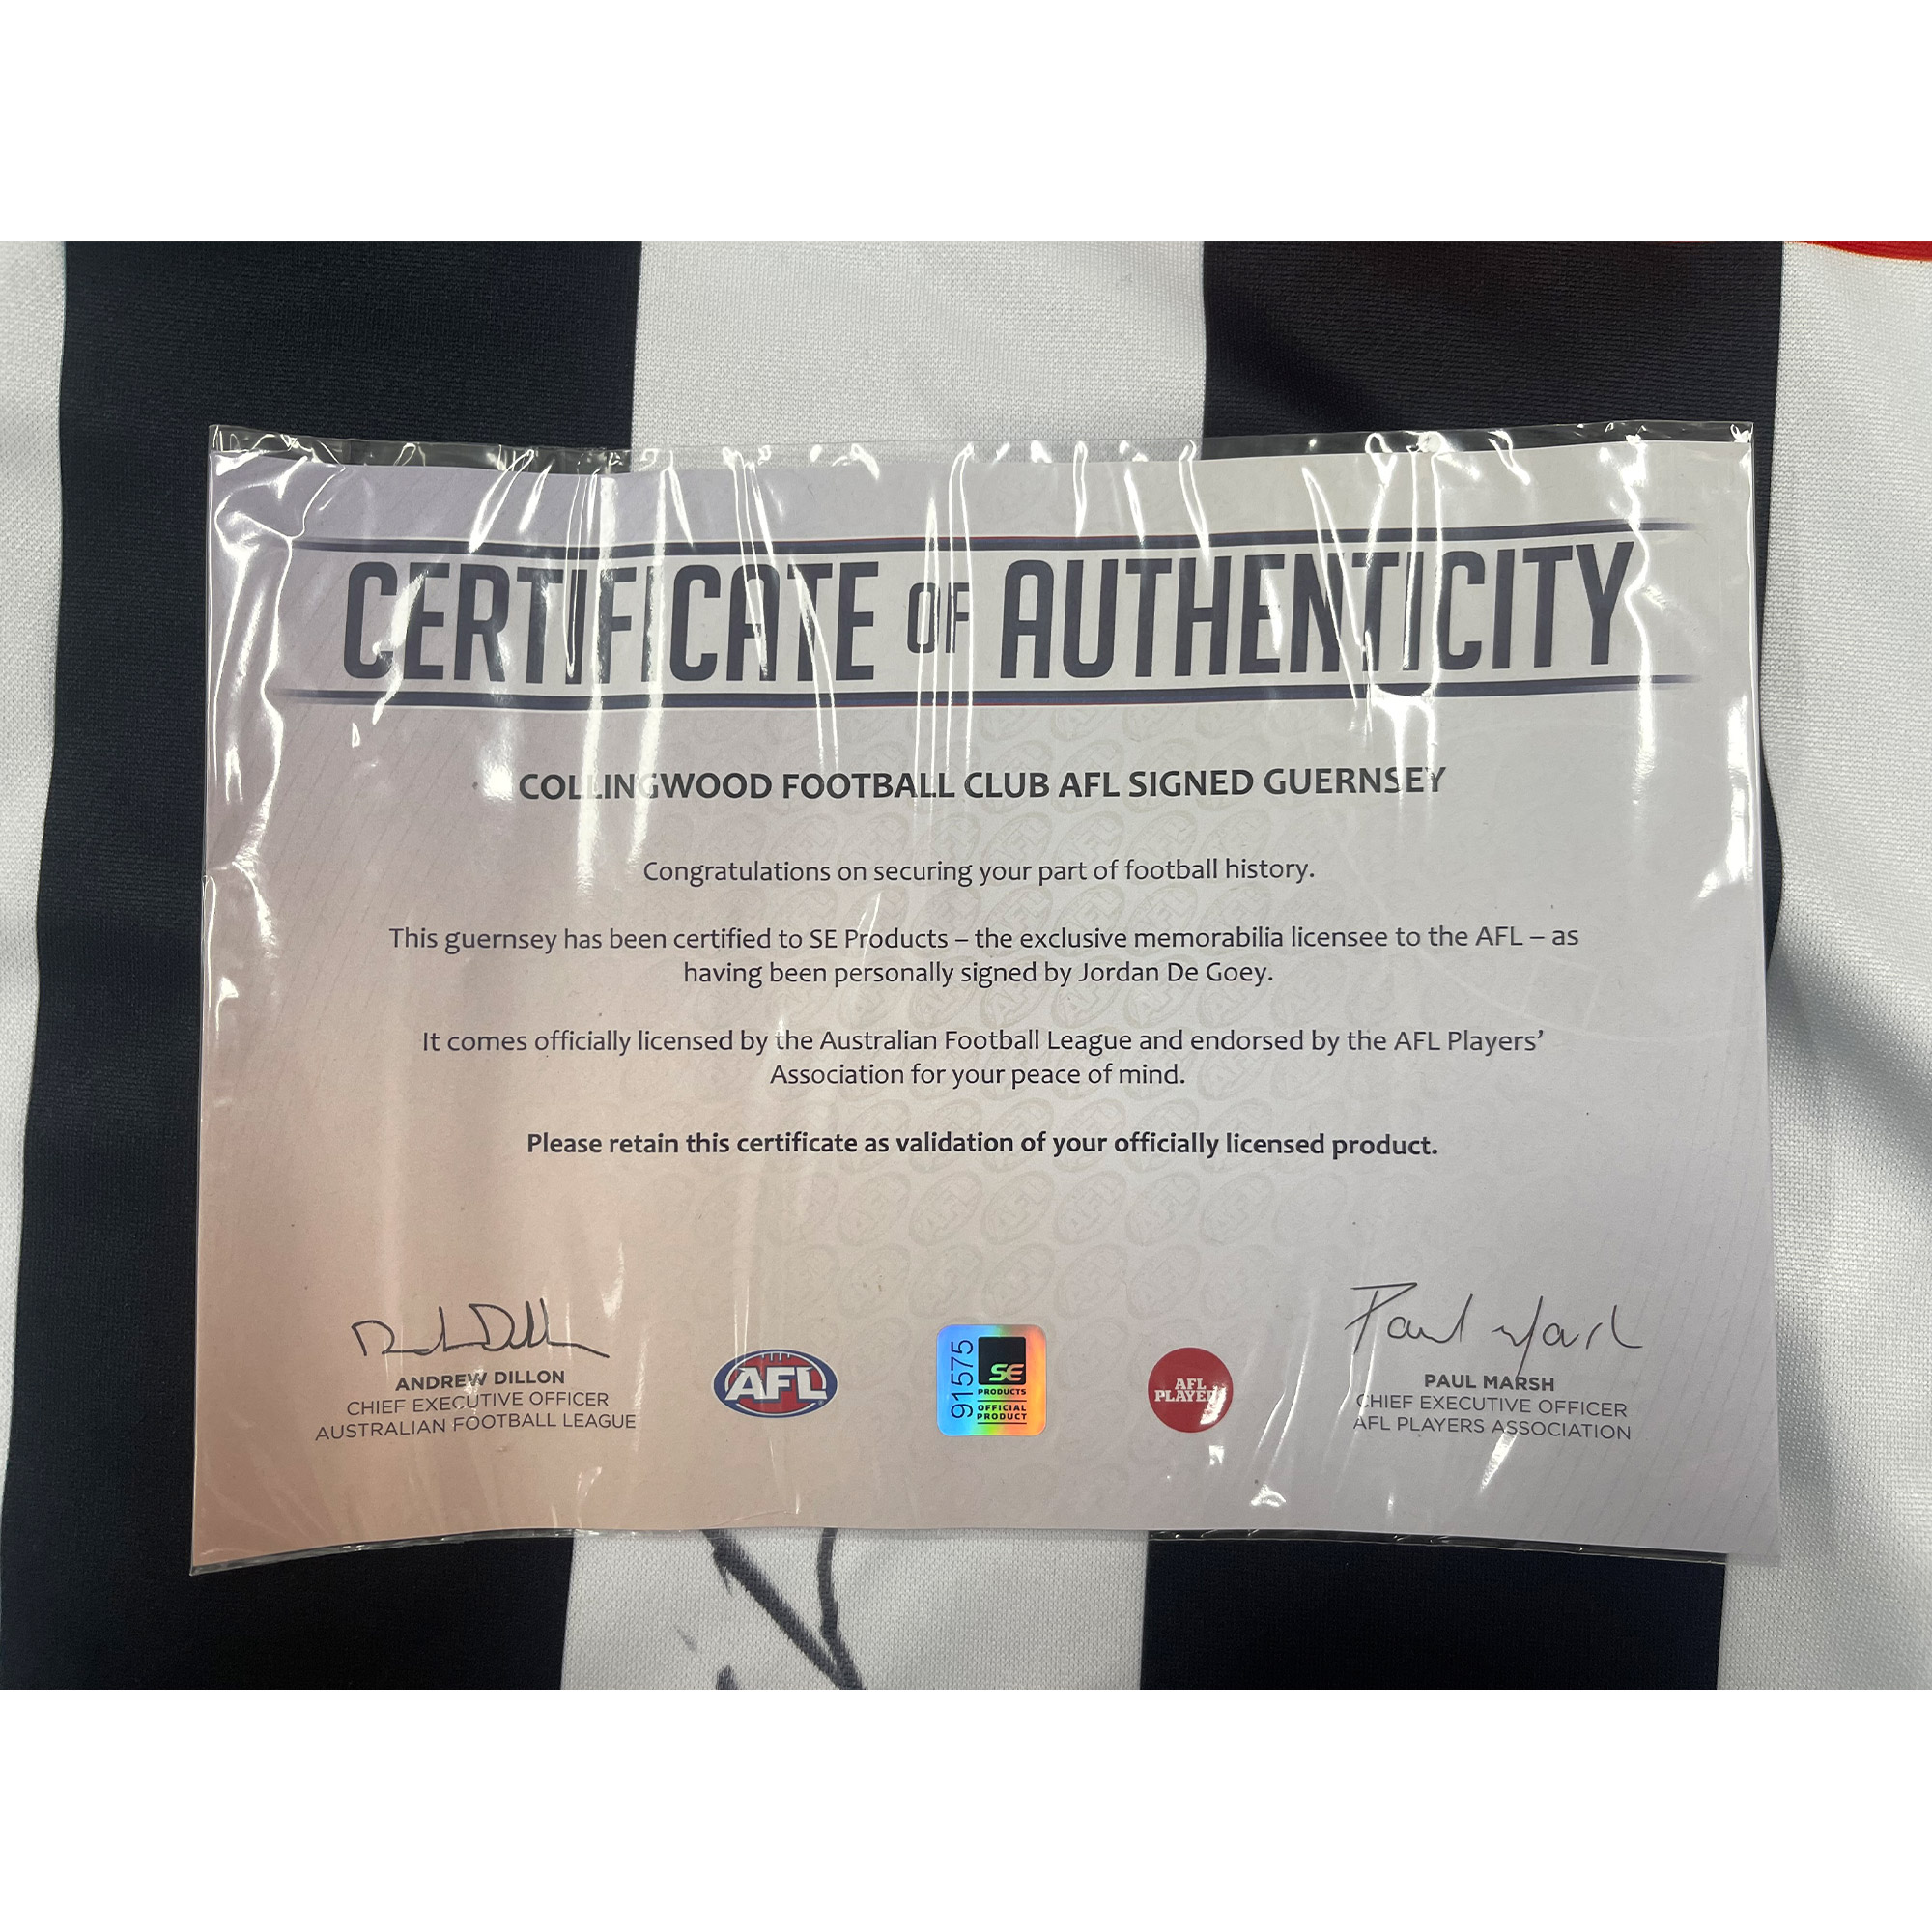 CERTIFICATE OF AUTHENTICITY
COLLINGWOOD FOOTBALL CLUB AFL SIGNED GUERNSEY
Congratulations on securing your part of football history.
This guernsey has been certified to SE Products – the exclusive memorabilia licensee to the AFL – as
having been personally signed by Jordan De Goey.
It comes officially licensed by the Australian Football League and endorsed by the AFL Players’
Association for your peace of mind.
Please retain this certificate as validation of your officially licensed product.
ANDREW DILLON
CHIEF EXECUTIVE OFFICER
AUSTRALIAN FOOTBALL LEAGUE
AFL
91575
SE
PRODUCTS
OFFICIAL
PRODUCT
AFL
PLAYERS
Paul Marsh
PAUL MARSH
CHIEF EXECUTIVE OFFICER
AFL PLAYERS ASSOCIATION